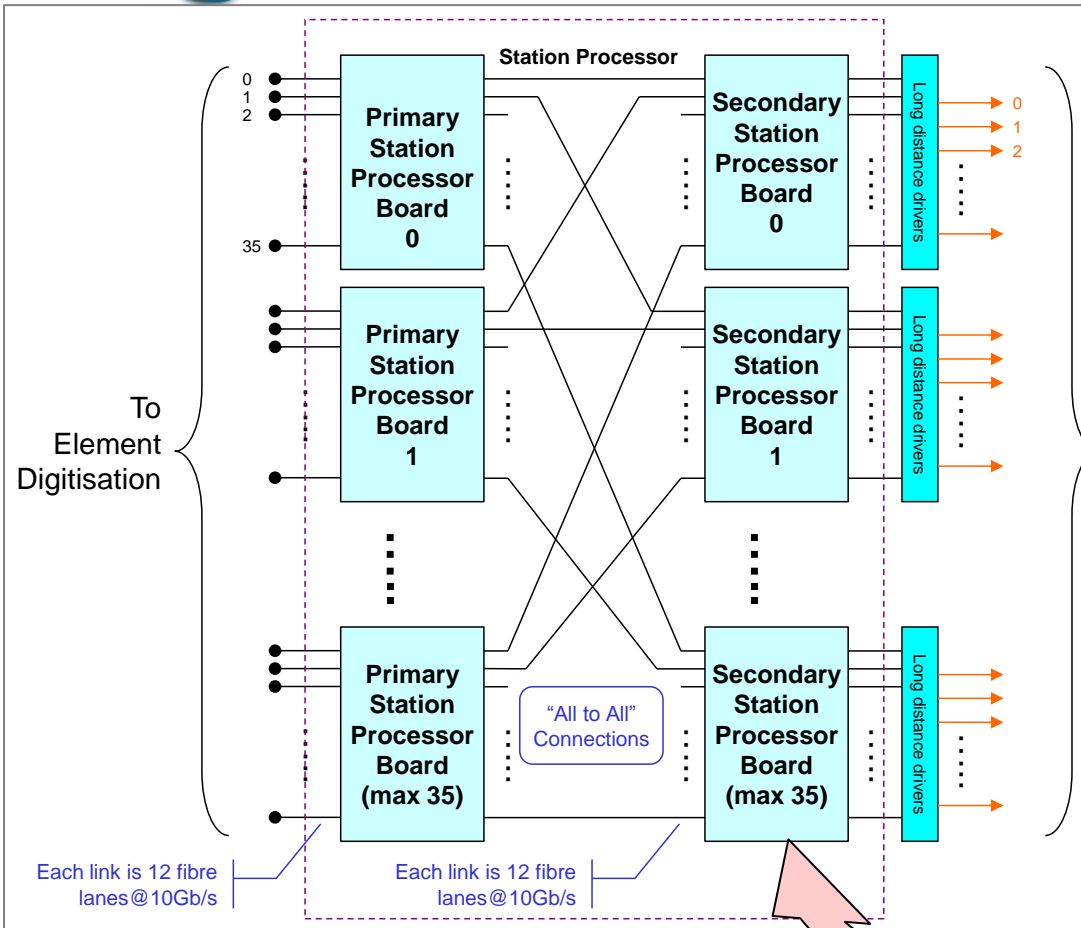 Station Processor
0
1
2
35
Primary
Station
Processor
Board
0
Secondary
Station
Processor
Board
0
Long distance drivers
0
1
2
To
Element
Digitisation
Primary
Station
Processor
Board
1
Secondary
Station
Processor
Board
1
Long distance drivers
Primary
Station
Processor
Board
(max 35)
“All to All”
Connections
Secondary
Station
Processor
Board
(max 35)
Long distance drivers
Each link is 12 fibre
lanes@10Gb/s
Each link is 12 fibre
lanes@10Gb/s